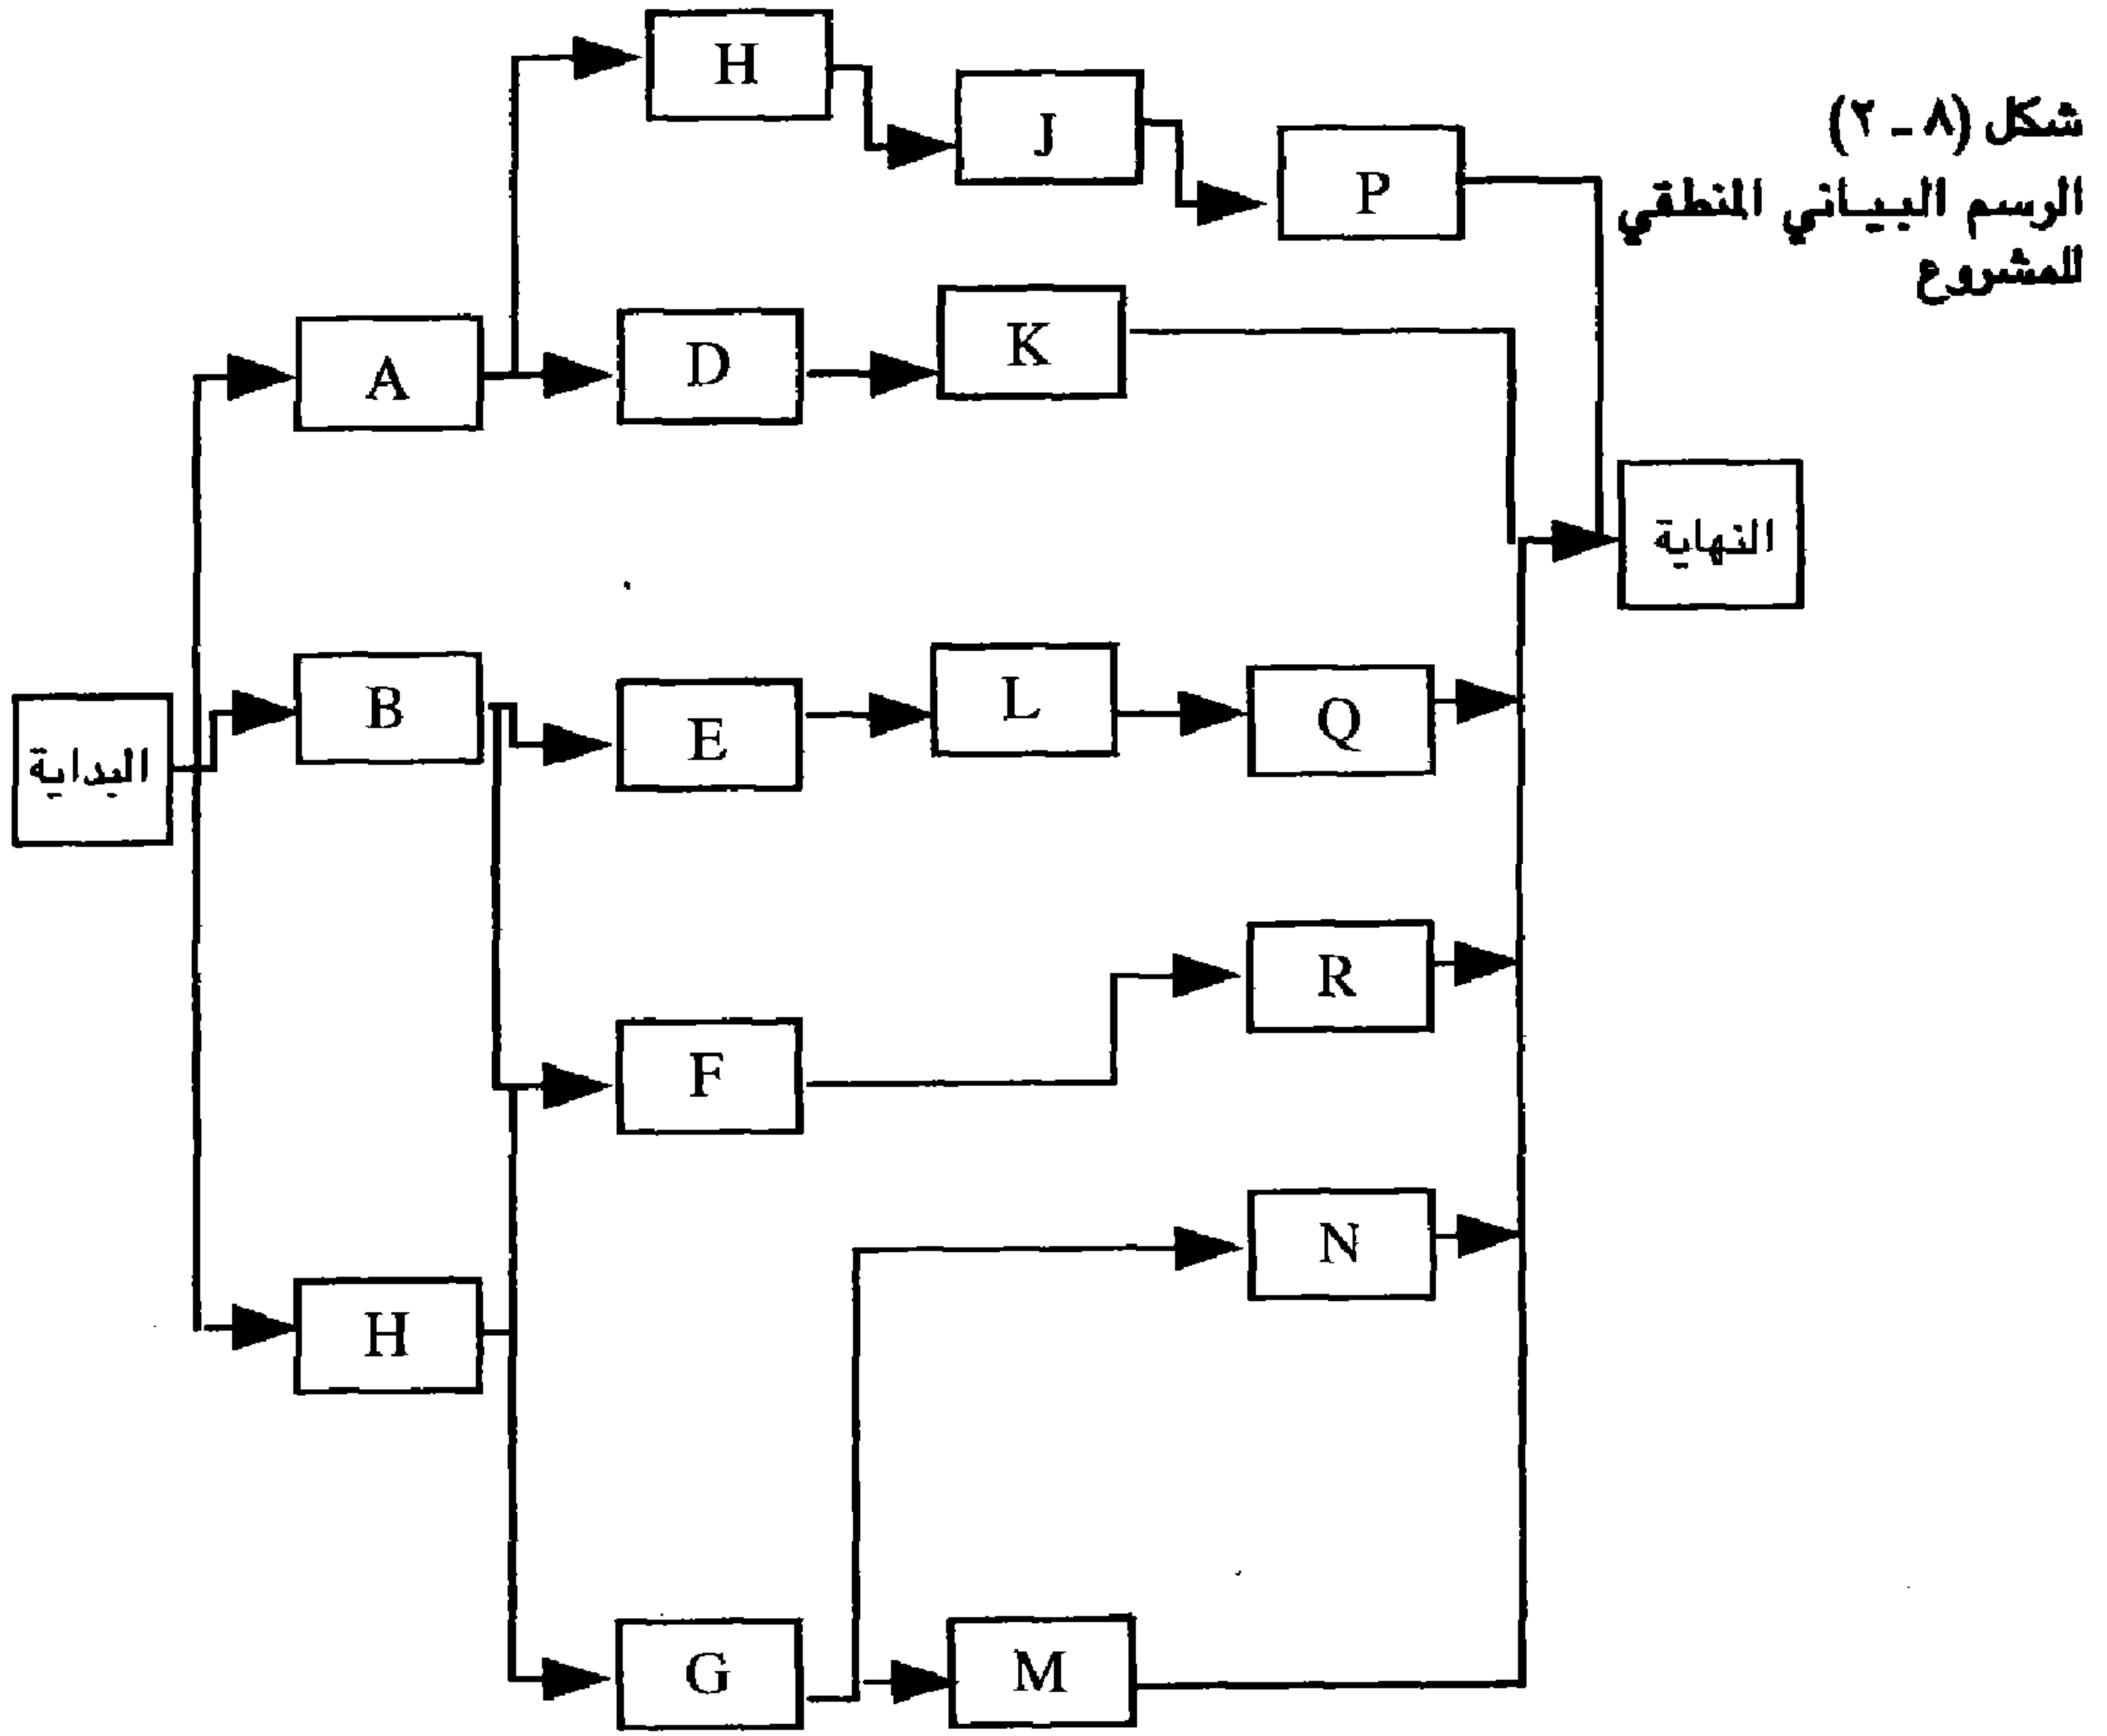 شكل (٨ - ٢)
الرسم البياني المنطقي
للمشروع
H
J
P
A
D
K
النهاية
البداية
B
E
L
Q
F
R
H
N
G
M